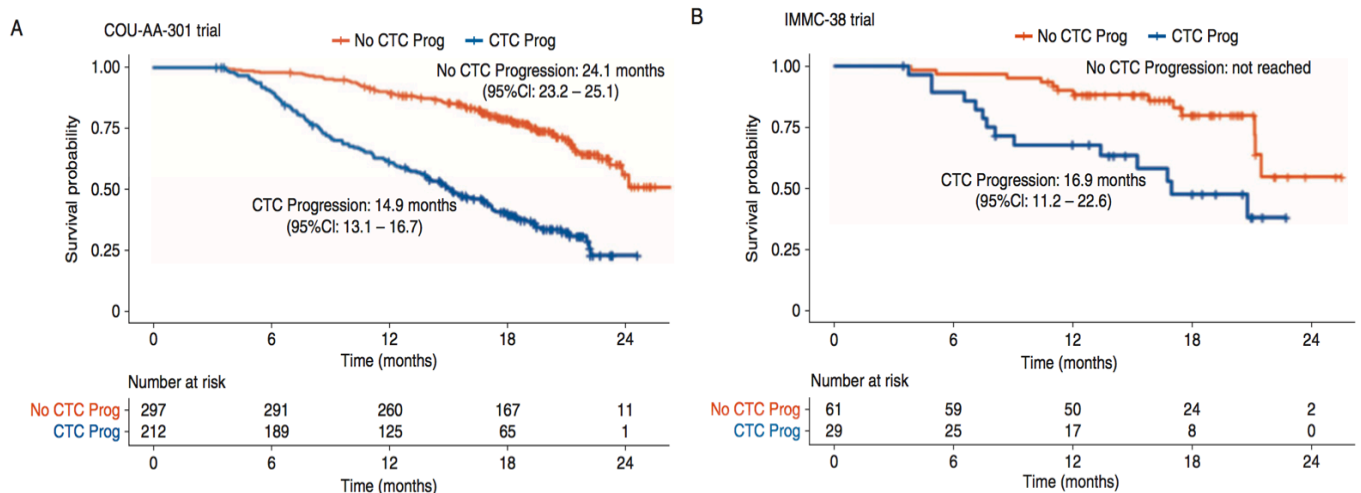 A
COU-AA-301 trial
No CTC Prog CTC Prog
No CTC Progression: 24.1 months
(95%CI: 23.2 – 25.1)
CTC Progression: 14.9 months
(95%CI: 13.1 – 16.7)
Survival probability
1.00
0.75
0.50
0.25
0
0 6 12 18 24
Time (months)
Number at risk
No CTC Prog 297 291 260 167 11
CTC Prog 212 189 125 65 1
0 6 12 18 24
Time (months)
B
IMMC-38 trial
No CTC Prog CTC Prog
No CTC Progression: not reached
CTC Progression: 16.9 months
(95%CI: 11.2 – 22.6)
Survival probability
1.00
0.75
0.50
0.25
0
0 6 12 18 24
Time (months)
Number at risk
No CTC Prog 61 59 50 24 2
CTC Prog 29 25 17 8 0
0 6 12 18 24
Time (months)